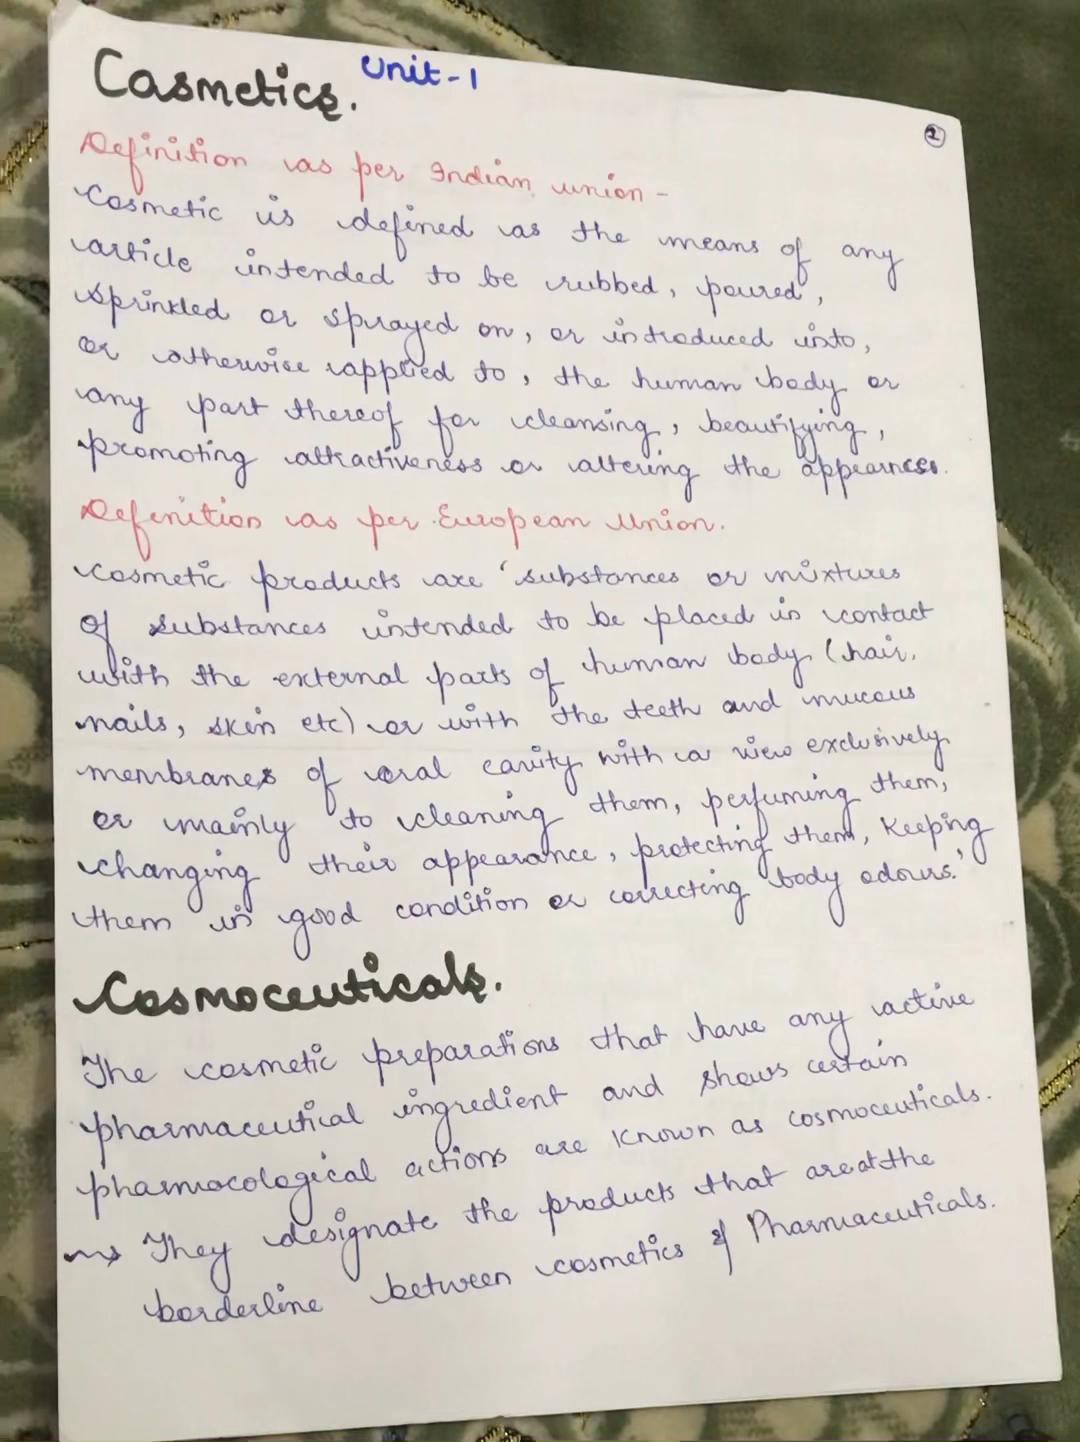 Cosmetics. Unit-1
2
Definition as per Indian union -
Cosmetic is defined as the means of any
article intended to be rubbed, poured,
sprinkled or sprayed on, or introduced into,
or otherwise applied to, the human body or
any part thereof for cleansing, beautifying,
promoting attractiveness or altering the appearness.
Definition as per European Union.
Cosmetic products are 'substances or mixtures
of substances intended to be placed in contact
with the external parts of human body (hair,
nails, skin etc) or with the teeth and mucous
membranes of oral cavity with a view exclusively
or mainly to cleaning them, perfuming them,
changing their appearance, protecting them, keeping
them in good condition or correcting body odours.'
Cosmoceuticals.
The cosmetic preparations that have any active
pharmaceutical ingredient and shows certain
pharmocological actions are known as cosmoceuticals.
→ They designate the products that are at the
borderline between cosmetics & Pharmaceuticals.